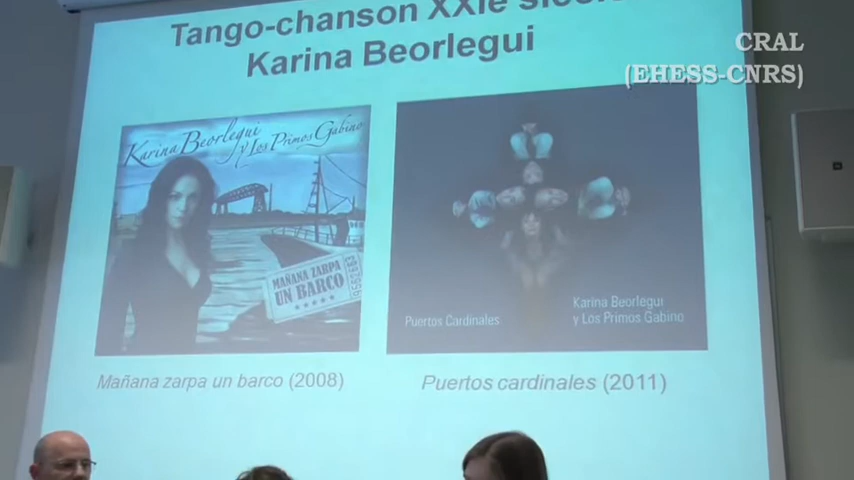 Tango-chanson XXIe
Karina Beorlegui
CRAL
(EHESS-CNRS)
Karina Beorlegui
y Los Primos Gabino
MAÑANA ZARPA
UN BARCO
Puertos Cardinales
Karina Beorlegui
y Los Primos Gabino
Mañana zarpa un barco (2008)
Puertos cardinales (2011)